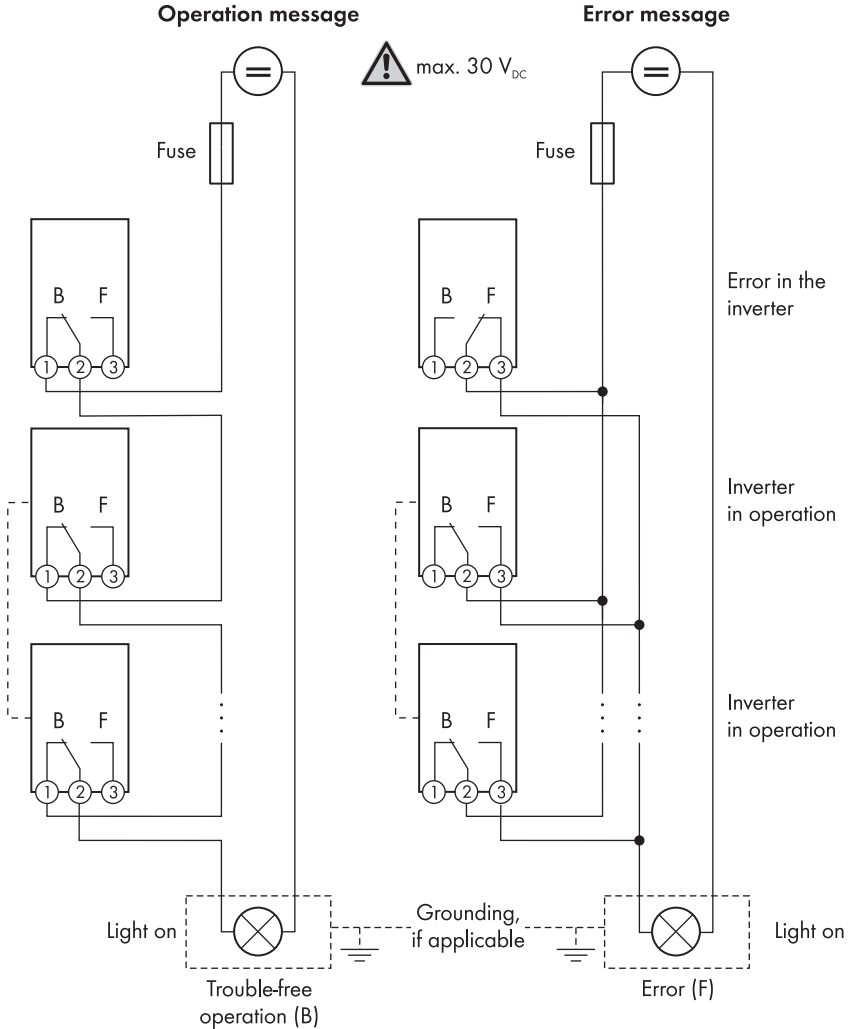 Operation message
Error message
max. 30 V_DC
Fuse
Fuse
B F
1 2 3
B F
1 2 3
Error in the
inverter
B F
1 2 3
B F
1 2 3
Inverter
in operation
B F
1 2 3
B F
1 2 3
Inverter
in operation
Light on
Grounding,
if applicable
Light on
Trouble-free
operation (B)
Error (F)